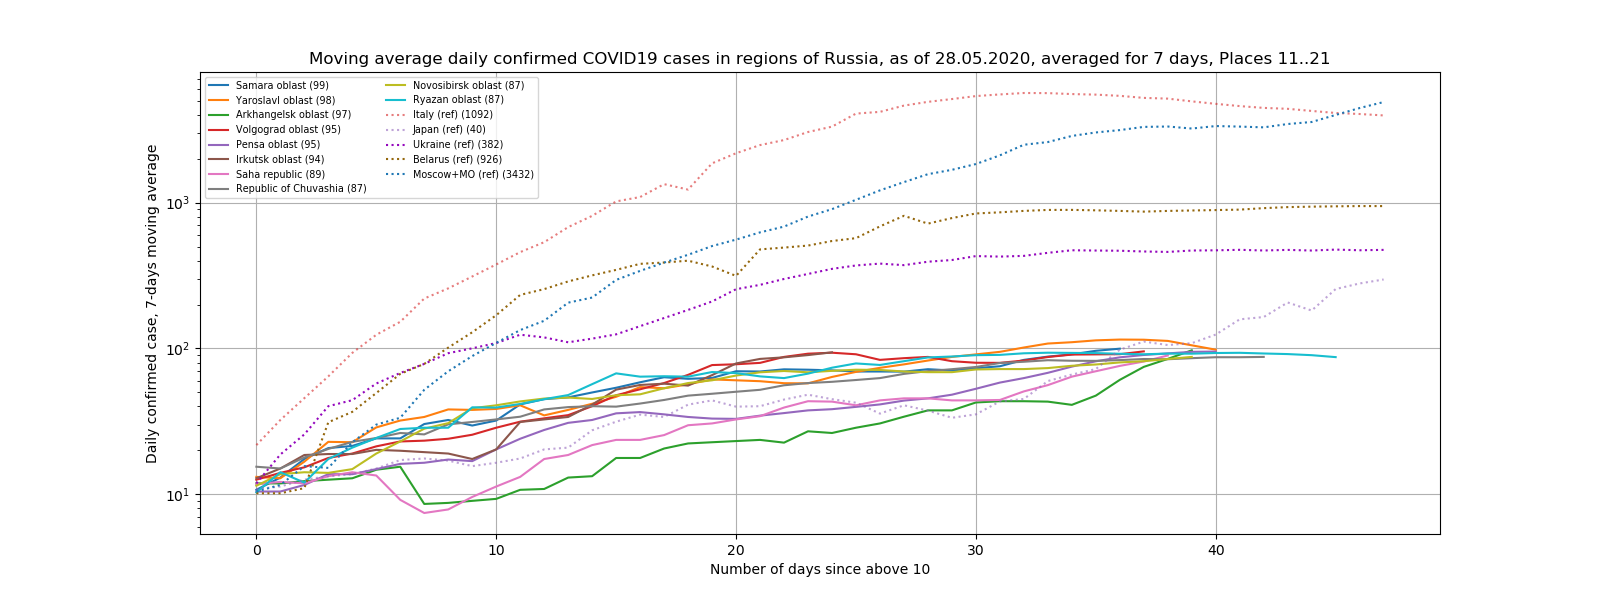 Moving average daily confirmed COVID19 cases in regions of Russia, as of 28.05.2020, averaged for 7 days, Places 11..21
Samara oblast (99)
Yaroslavl oblast (98)
Arkhangelsk oblast (97)
Volgograd oblast (95)
Pensa oblast (95)
Irkutsk oblast (94)
Saha republic (89)
Republic of Chuvashia (87)
Novosibirsk oblast (87)
Ryazan oblast (87)
Italy (ref) (1092)
Japan (ref) (40)
Ukraine (ref) (382)
Belarus (ref) (926)
Moscow+MO (ref) (3432)
Daily confirmed case, 7-days moving average
10³
10²
10¹
0 10 20 30 40
Number of days since above 10